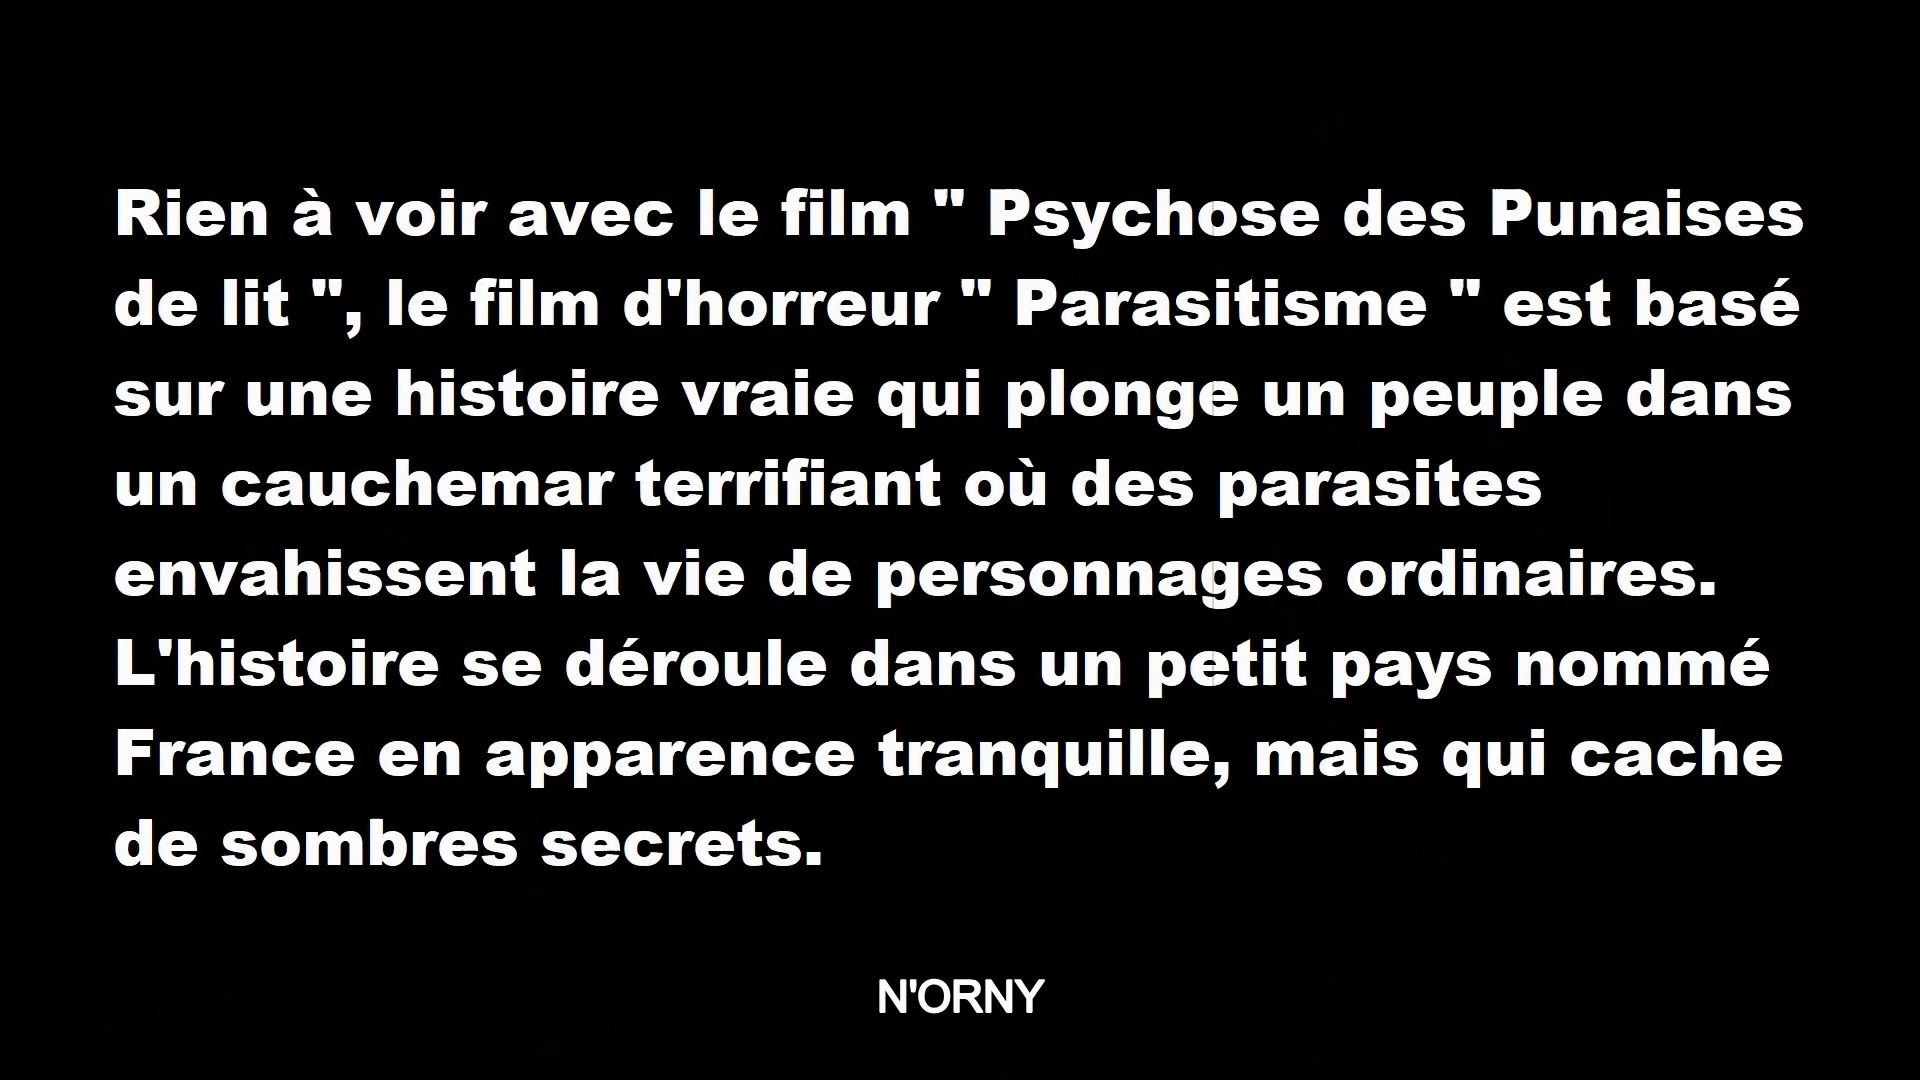 Rien à voir avec le film " Psychose des Punaises
de lit ", le film d'horreur " Parasitisme " est basé
sur une histoire vraie qui plonge un peuple dans
un cauchemar terrifiant où des parasites
envahissent la vie de personnages ordinaires.
L'histoire se déroule dans un petit pays nommé
France en apparence tranquille, mais qui cache
de sombres secrets.
N'ORNY